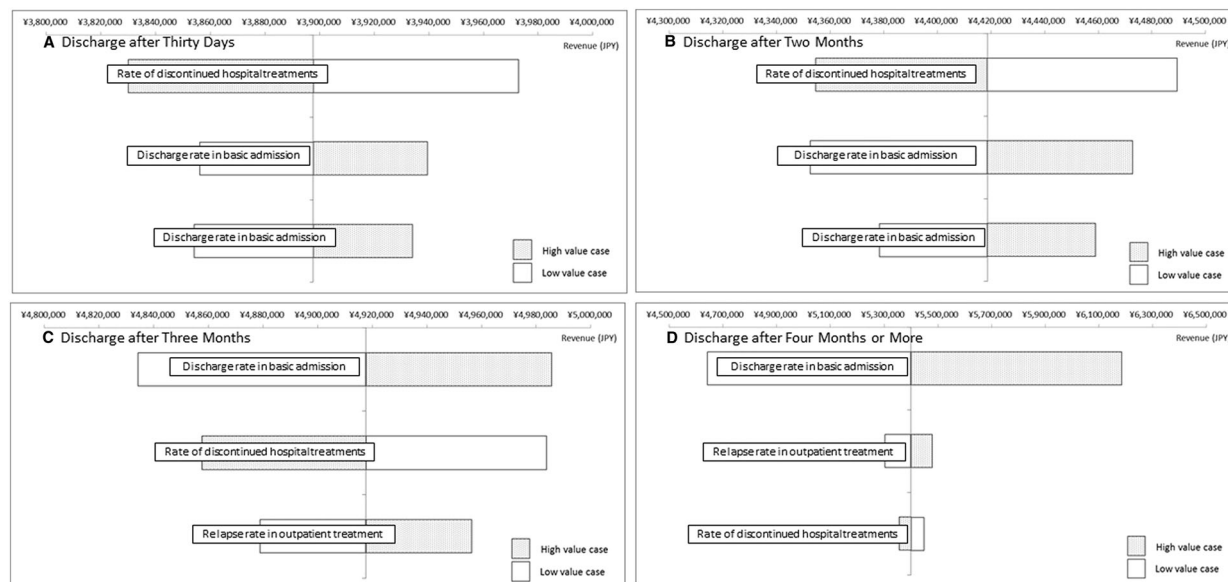 ¥3,800,000 ¥3,820,000 ¥3,840,000 ¥3,860,000 ¥3,880,000 ¥3,900,000 ¥3,920,000 ¥3,940,000 ¥3,960,000 ¥3,980,000 ¥4,000,000
A Discharge after Thirty Days
Revenue (JPY)
Rate of discontinued hospital treatments
Discharge rate in basic admission
Discharge rate in basic admission
High value case
Low value case
¥4,300,000 ¥4,320,000 ¥4,340,000 ¥4,360,000 ¥4,380,000 ¥4,400,000 ¥4,420,000 ¥4,440,000 ¥4,460,000 ¥4,480,000 ¥4,500,000
B Discharge after Two Months
Revenue (JPY)
Rate of discontinued hospital treatments
Discharge rate in basic admission
Discharge rate in basic admission
High value case
Low value case
¥4,800,000 ¥4,820,000 ¥4,840,000 ¥4,860,000 ¥4,880,000 ¥4,900,000 ¥4,920,000 ¥4,940,000 ¥4,960,000 ¥4,980,000 ¥5,000,000
C Discharge after Three Months
Revenue (JPY)
Discharge rate in basic admission
Rate of discontinued hospital treatments
Relapse rate in outpatient treatment
High value case
Low value case
¥4,500,000 ¥4,700,000 ¥4,900,000 ¥5,100,000 ¥5,300,000 ¥5,500,000 ¥5,700,000 ¥5,900,000 ¥6,100,000 ¥6,300,000 ¥6,500,000
D Discharge after Four Months or More
Revenue (JPY)
Discharge rate in basic admission
Relapse rate in outpatient treatment
Rate of discontinued hospital treatments
High value case
Low value case